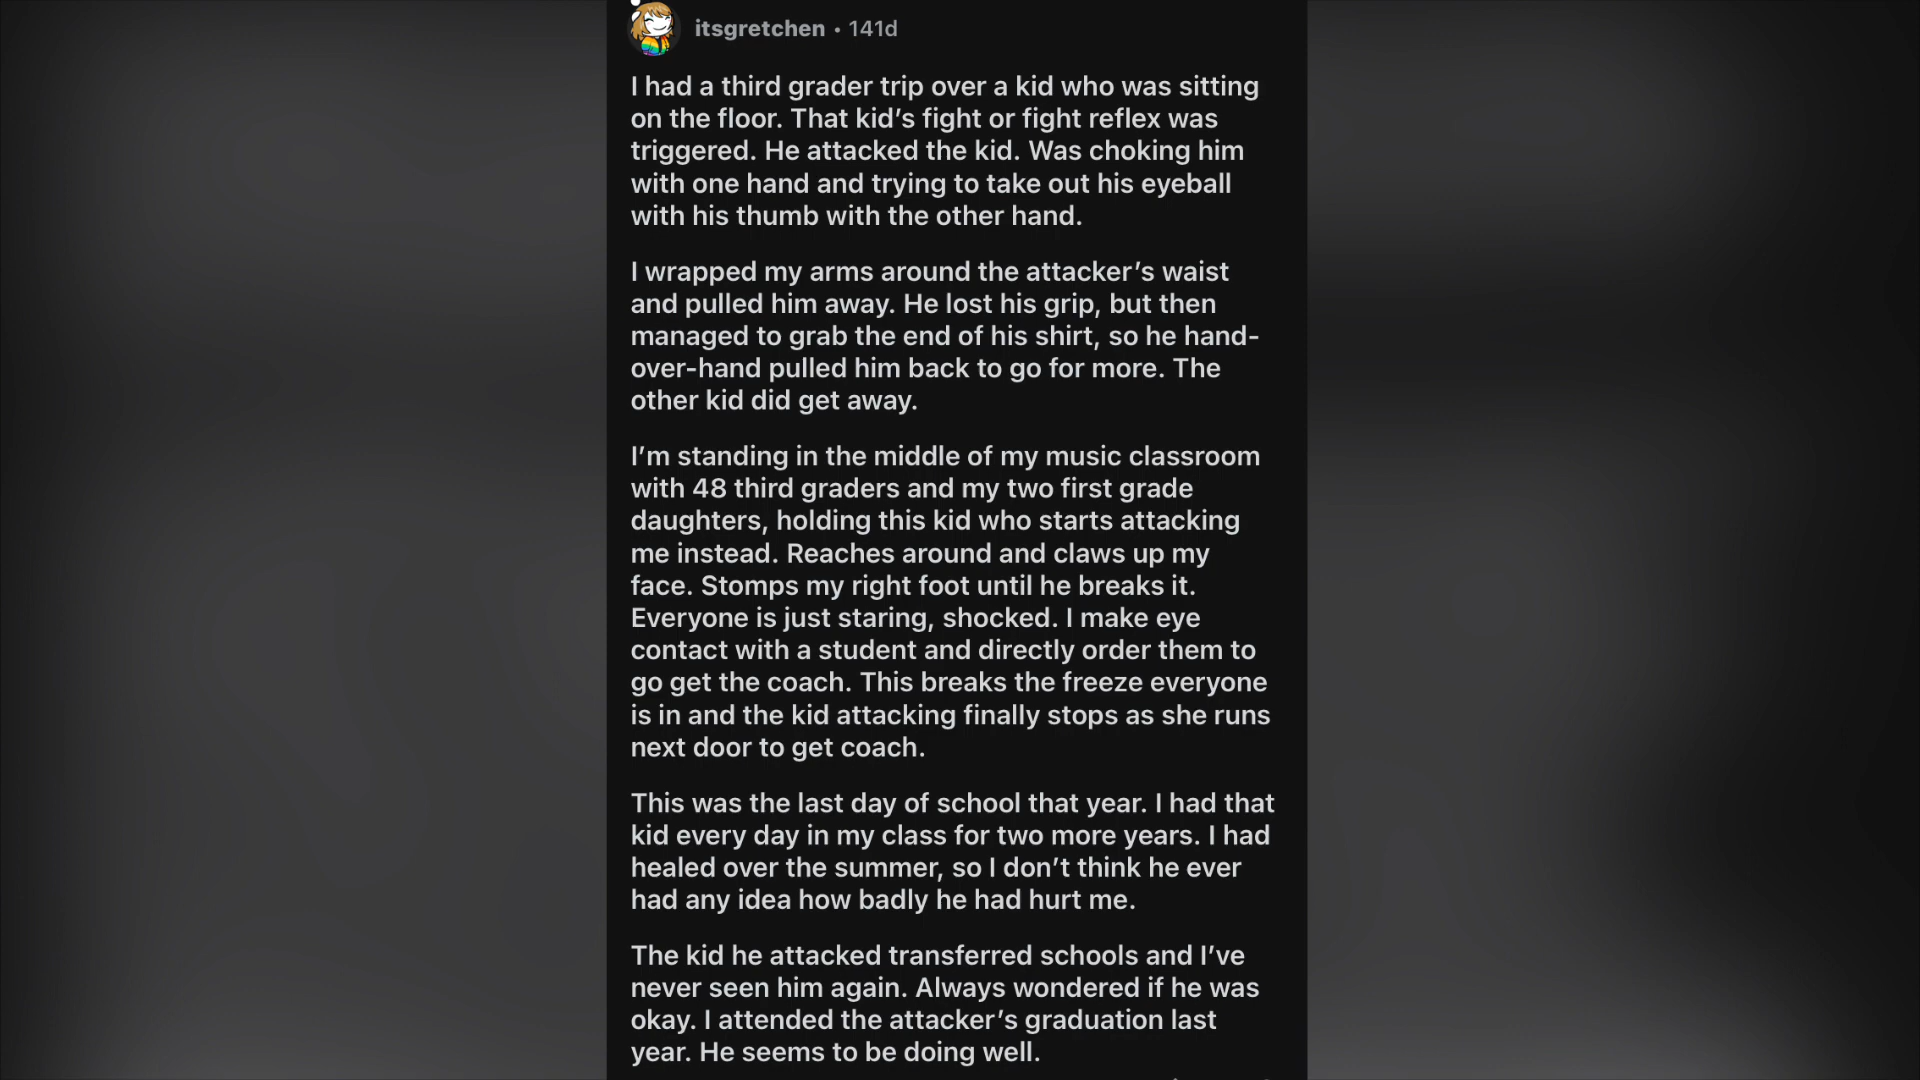 itsgretchen • 141d
I had a third grader trip over a kid who was sitting
on the floor. That kid’s fight or fight reflex was
triggered. He attacked the kid. Was choking him
with one hand and trying to take out his eyeball
with his thumb with the other hand.
I wrapped my arms around the attacker’s waist
and pulled him away. He lost his grip, but then
managed to grab the end of his shirt, so he hand-
over-hand pulled him back to go for more. The
other kid did get away.
I’m standing in the middle of my music classroom
with 48 third graders and my two first grade
daughters, holding this kid who starts attacking
me instead. Reaches around and claws up my
face. Stomps my right foot until he breaks it.
Everyone is just staring, shocked. I make eye
contact with a student and directly order them to
go get the coach. This breaks the freeze everyone
is in and the kid attacking finally stops as she runs
next door to get coach.
This was the last day of school that year. I had that
kid every day in my class for two more years. I had
healed over the summer, so I don’t think he ever
had any idea how badly he had hurt me.
The kid he attacked transferred schools and I’ve
never seen him again. Always wondered if he was
okay. I attended the attacker’s graduation last
year. He seems to be doing well.